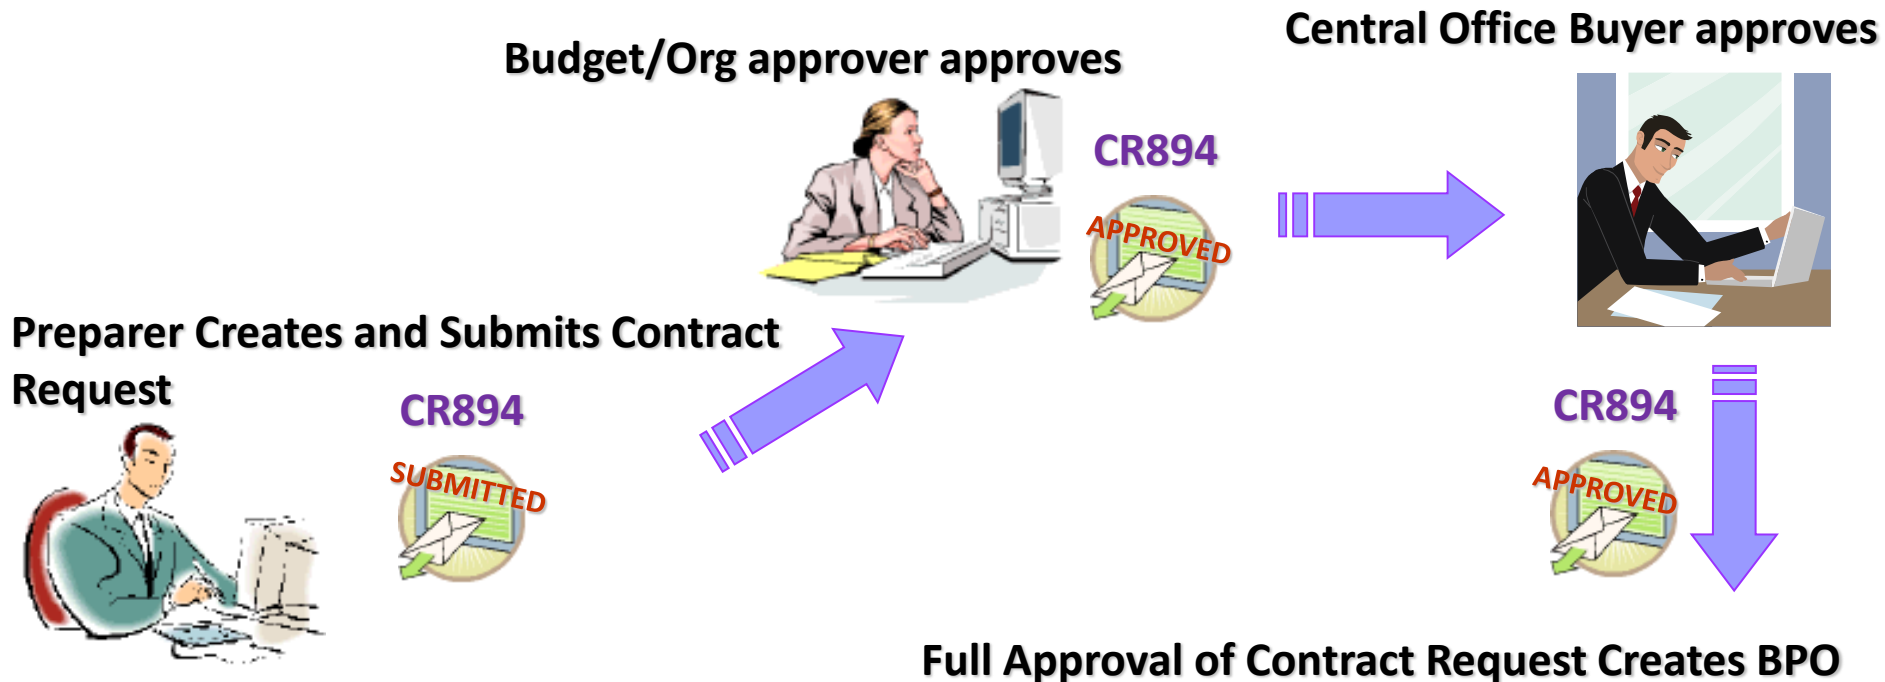 Central Office Buyer approves
Budget/Org approver approves
CR894
APPROVED
Preparer Creates and Submits Contract
Request
CR894
SUBMITTED
CR894
APPROVED
Full Approval of Contract Request Creates BPO